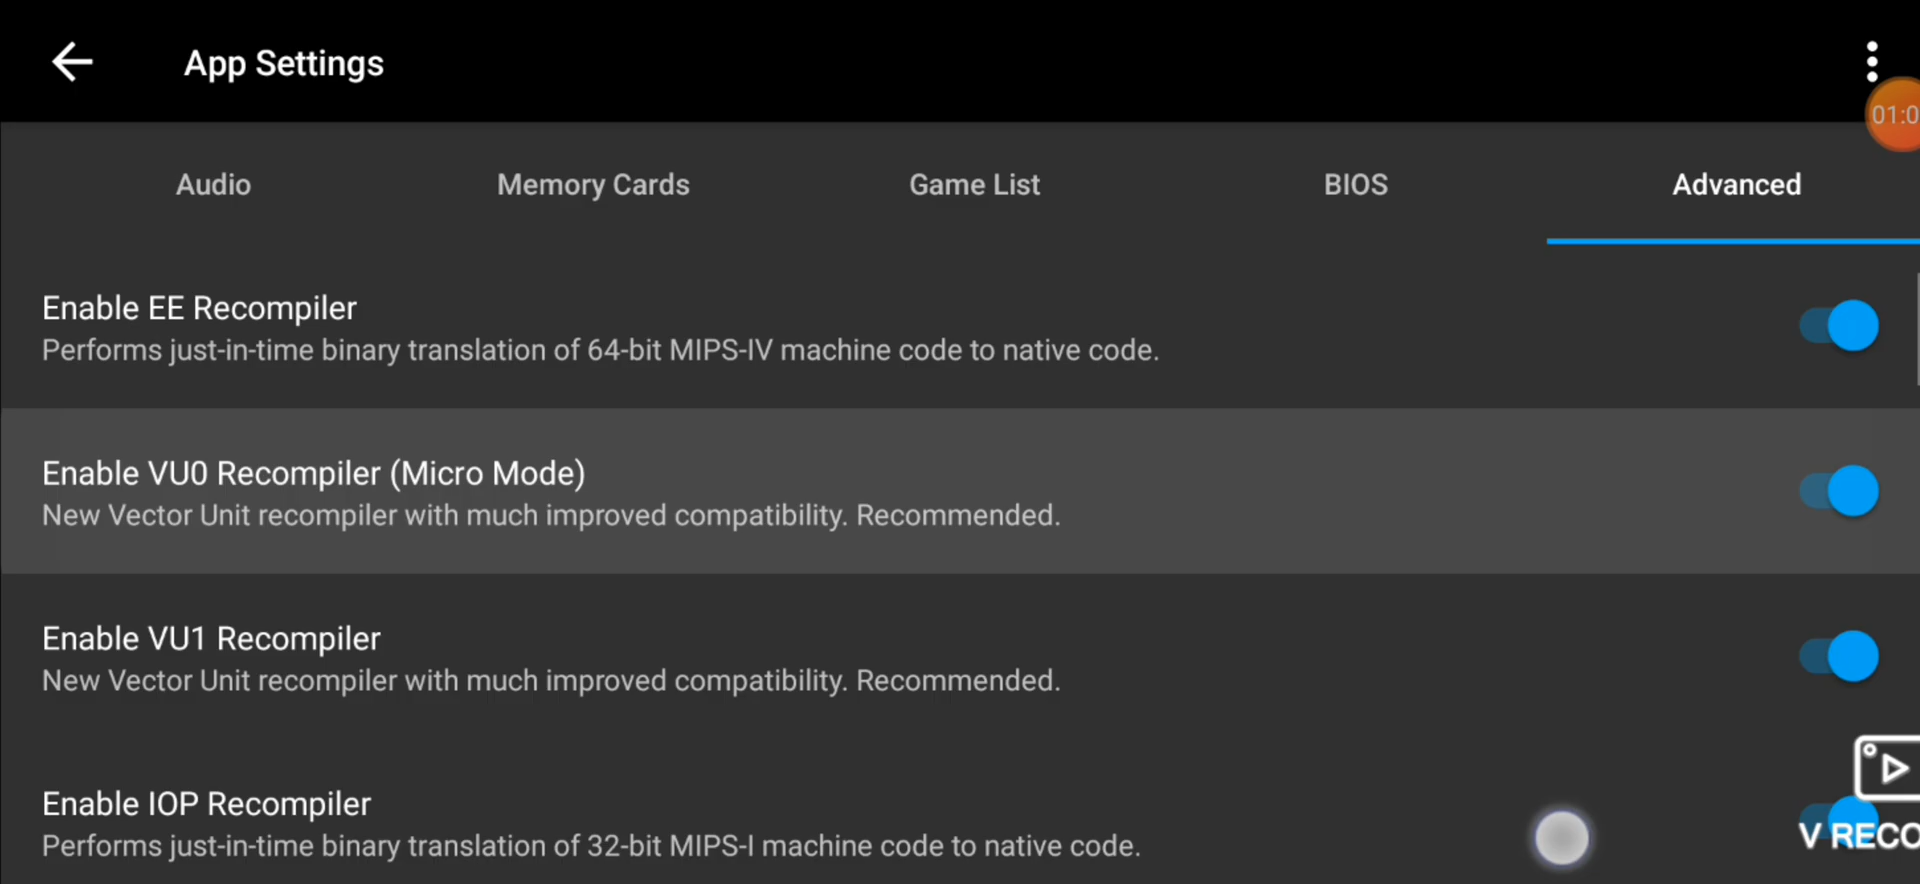 App Settings
01:0
Audio
Memory Cards
Game List
BIOS
Advanced
Enable EE Recompiler
Performs just-in-time binary translation of 64-bit MIPS-IV machine code to native code.
Enable VU0 Recompiler (Micro Mode)
New Vector Unit recompiler with much improved compatibility. Recommended.
Enable VU1 Recompiler
New Vector Unit recompiler with much improved compatibility. Recommended.
Enable IOP Recompiler
Performs just-in-time binary translation of 32-bit MIPS-I machine code to native code.
V RECO